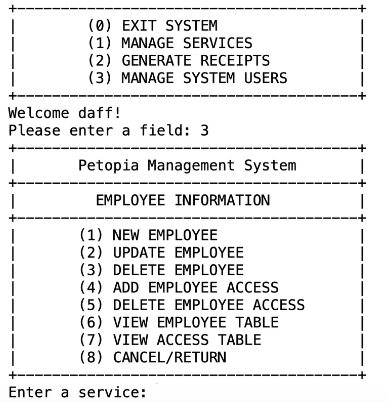 +---------------------------------------+
| (0) EXIT SYSTEM |
| (1) MANAGE SERVICES |
| (2) GENERATE RECEIPTS |
| (3) MANAGE SYSTEM USERS |
+---------------------------------------+
Welcome daff!
Please enter a field: 3
+---------------------------------------+
| Petopia Management System |
+---------------------------------------+
| EMPLOYEE INFORMATION |
+---------------------------------------+
| (1) NEW EMPLOYEE |
| (2) UPDATE EMPLOYEE |
| (3) DELETE EMPLOYEE |
| (4) ADD EMPLOYEE ACCESS |
| (5) DELETE EMPLOYEE ACCESS |
| (6) VIEW EMPLOYEE TABLE |
| (7) VIEW ACCESS TABLE |
| (8) CANCEL/RETURN |
+---------------------------------------+
Enter a service: